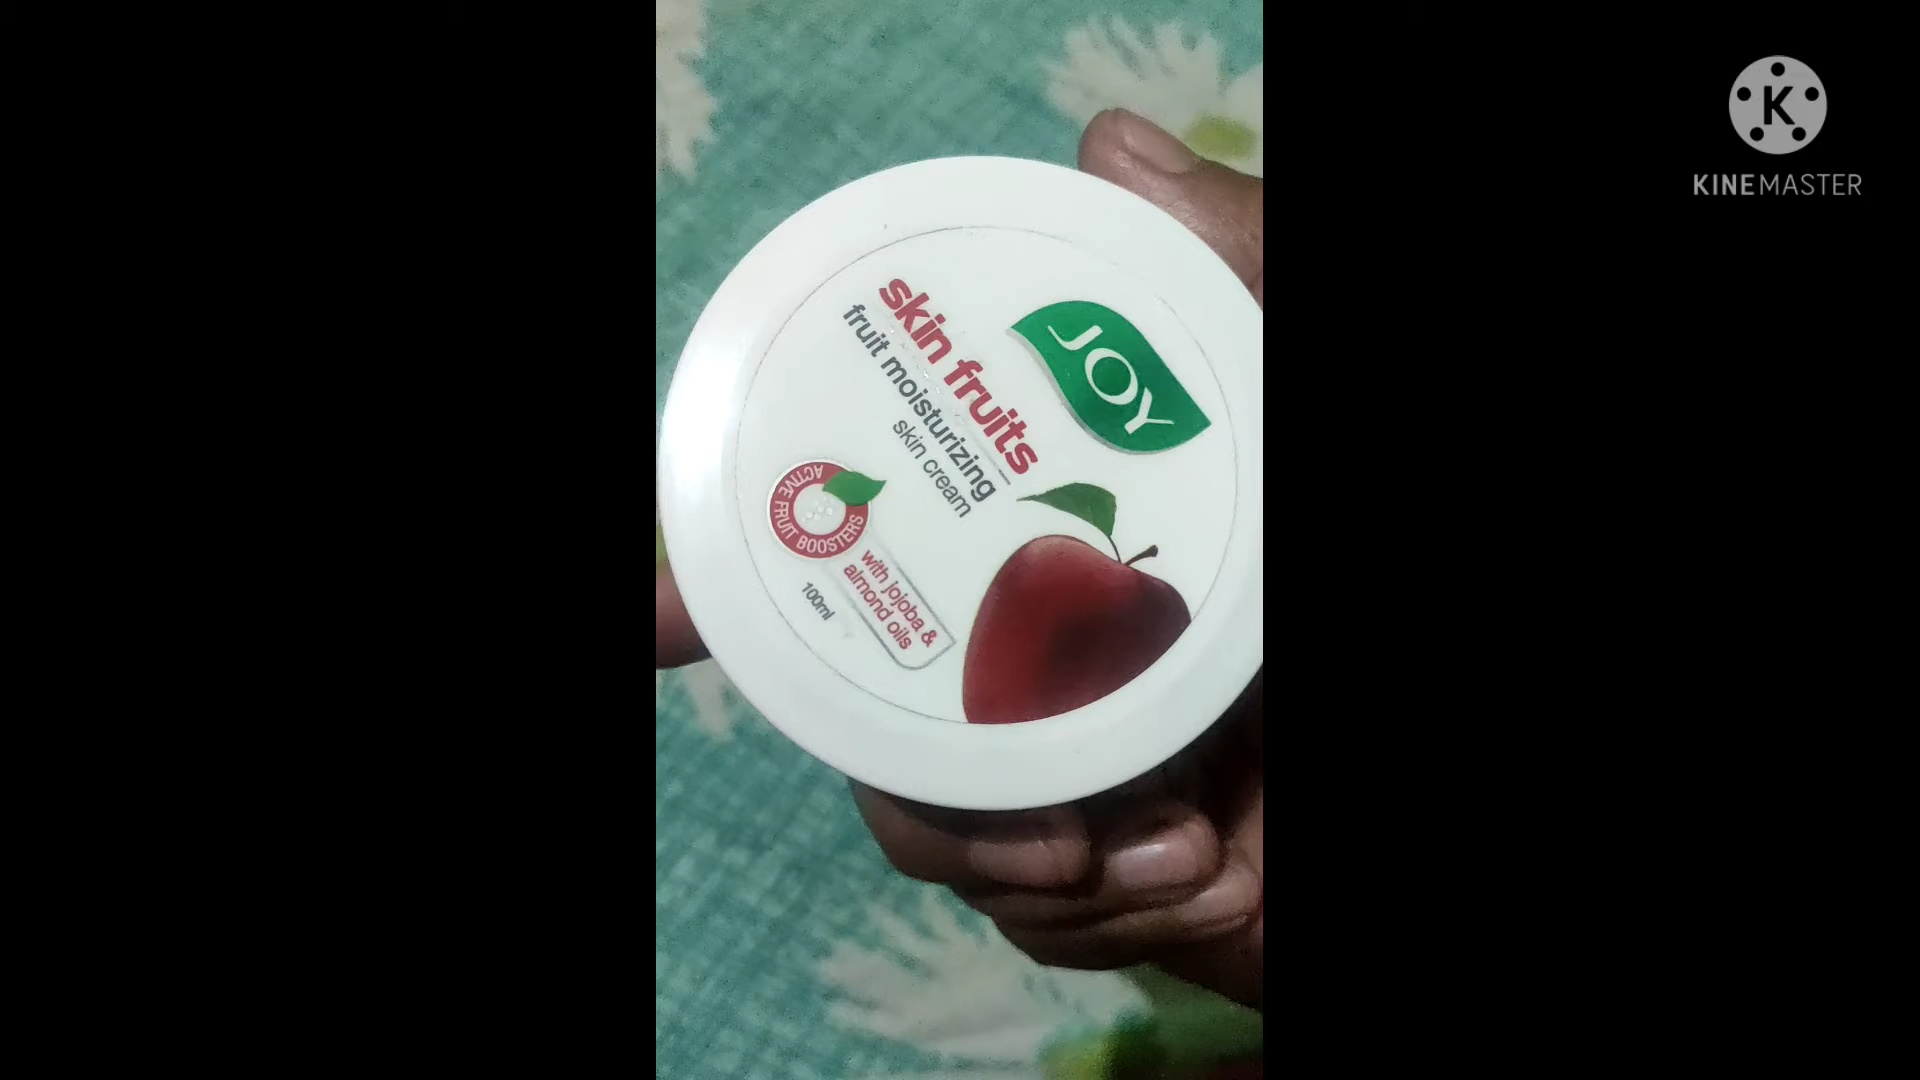 JOY
skin fruits
fruit moisturizing
skin cream
ACTIVE FRUIT BOOSTERS
with jojoba &
almond oils
100ml
K
KINEMASTER